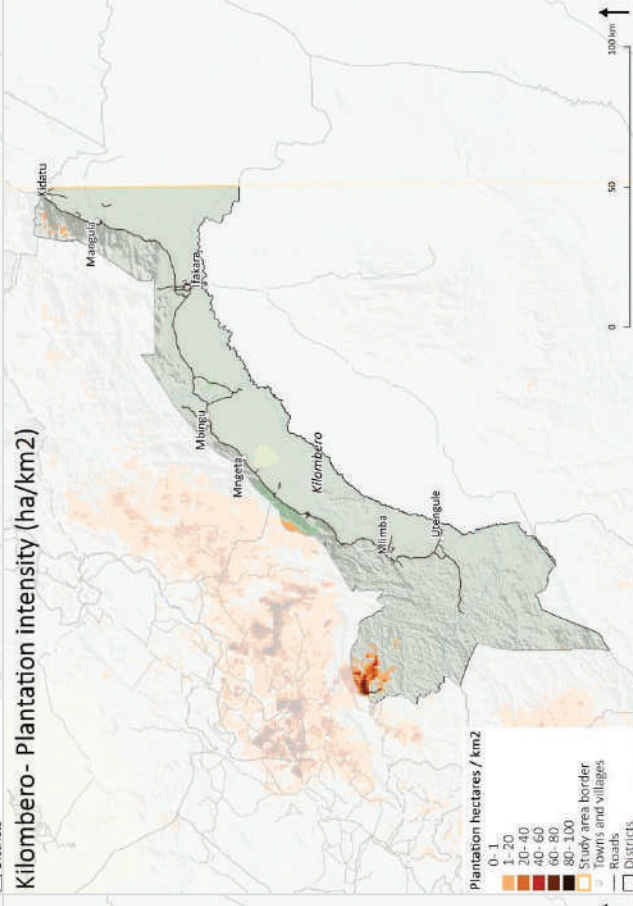 Kilombero - Plantation intensity (ha/km2)
Kidatu
Mangula
Ifakara
Mbingu
Mngeta
Kilombero
Mlimba
Utengule
Plantation hectares / km2
0- 1
1- 20
20- 40
40- 60
60- 80
80- 100
Study area border
Towns and villages
Roads
Districts
0
50
100 km